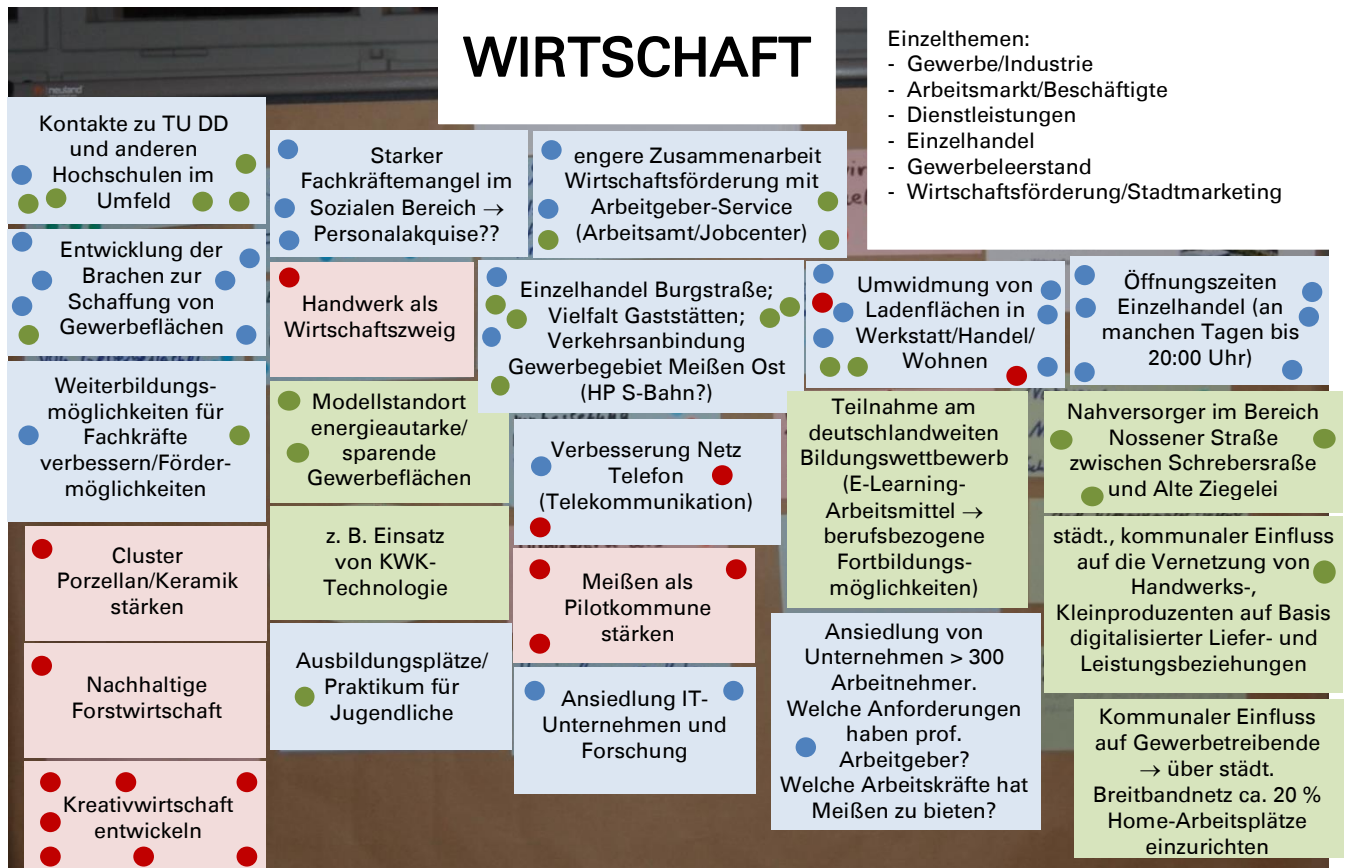 WIRTSCHAFT
Einzelthemen:
- Gewerbe/Industrie
- Arbeitsmarkt/Beschäftigte
- Dienstleistungen
- Einzelhandel
- Gewerbeleerstand
- Wirtschaftsförderung/Stadtmarketing
neuland
Kontakte zu TU DD
und anderen
Hochschulen im
Umfeld
Starker
Fachkräftemangel im
Sozialen Bereich →
Personalakquise??
engere Zusammenarbeit
Wirtschaftsförderung mit
Arbeitgeber-Service
(Arbeitsamt/Jobcenter)
Entwicklung der
Brachen zur
Schaffung von
Gewerbeflächen
Handwerk als
Wirtschaftszweig
Einzelhandel Burgstraße;
Vielfalt Gaststätten;
Verkehrsanbindung
Gewerbegebiet Meißen Ost
(HP S-Bahn?)
Umwidmung von
Ladenflächen in
Werkstatt/Handel/
Wohnen
Öffnungszeiten
Einzelhandel (an
manchen Tagen bis
20:00 Uhr)
Weiterbildungs-
möglichkeiten für
Fachkräfte
verbessern/Förder-
möglichkeiten
Modellstandort
energieautarke/
sparende
Gewerbeflächen
Verbesserung Netz
Telefon
(Telekommunikation)
Teilnahme am
deutschlandweiten
Bildungswettbewerb
(E-Learning-
Arbeitsmittel →
berufsbezogene
Fortbildungs-
möglichkeiten)
Nahversorger im Bereich
Nossener Straße
zwischen Schrebersraße
und Alte Ziegelei
Cluster
Porzellan/Keramik
stärken
z. B. Einsatz
von KWK-
Technologie
Meißen als
Pilotkommune
stärken
städt., kommunaler Einfluss
auf die Vernetzung von
Handwerks-,
Kleinproduzenten auf Basis
digitalisierter Liefer- und
Leistungsbeziehungen
Nachhaltige
Forstwirtschaft
Ausbildungsplätze/
Praktikum für
Jugendliche
Ansiedlung IT-
Unternehmen und
Forschung
Ansiedlung von
Unternehmen > 300
Arbeitnehmer.
Welche Anforderungen
haben prof.
Arbeitgeber?
Welche Arbeitskräfte hat
Meißen zu bieten?
Kommunaler Einfluss
auf Gewerbetreibende
→ über städt.
Breitbandnetz ca. 20 %
Home-Arbeitsplätze
einzurichten
Kreativwirtschaft
entwickeln